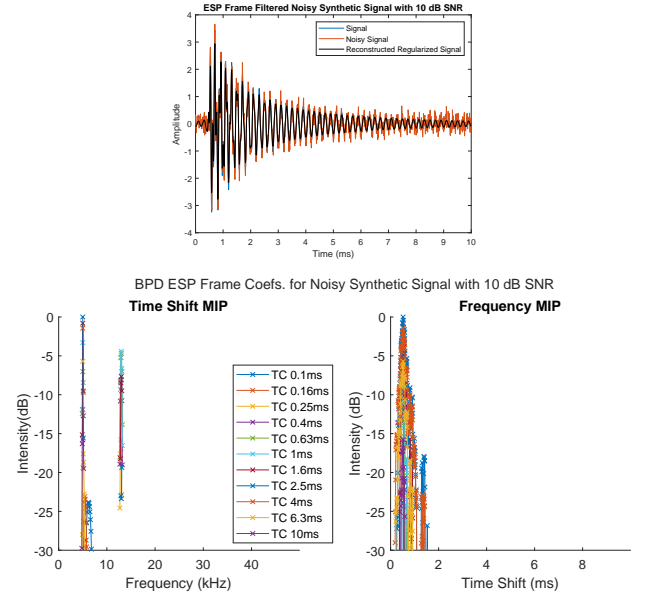 ESP Frame Filtered Noisy Synthetic Signal with 10 dB SNR
4
3
2
1
0
-1
-2
-3
-4
Amplitude
Signal
Noisy Signal
Reconstructed Regularized Signal
0 1 2 3 4 5 6 7 8 9 10
Time (ms)
BPD ESP Frame Coefs. for Noisy Synthetic Signal with 10 dB SNR
Time Shift MIP
0
-5
-10
-15
-20
-25
-30
Intensity(dB)
TC 0.1ms
TC 0.16ms
TC 0.25ms
TC 0.4ms
TC 0.63ms
TC 1ms
TC 1.6ms
TC 2.5ms
TC 4ms
TC 6.3ms
TC 10ms
0 10 20 30 40
Frequency (kHz)
Frequency MIP
0
-5
-10
-15
-20
-25
-30
Intensity (dB)
0 2 4 6 8
Time Shift (ms)